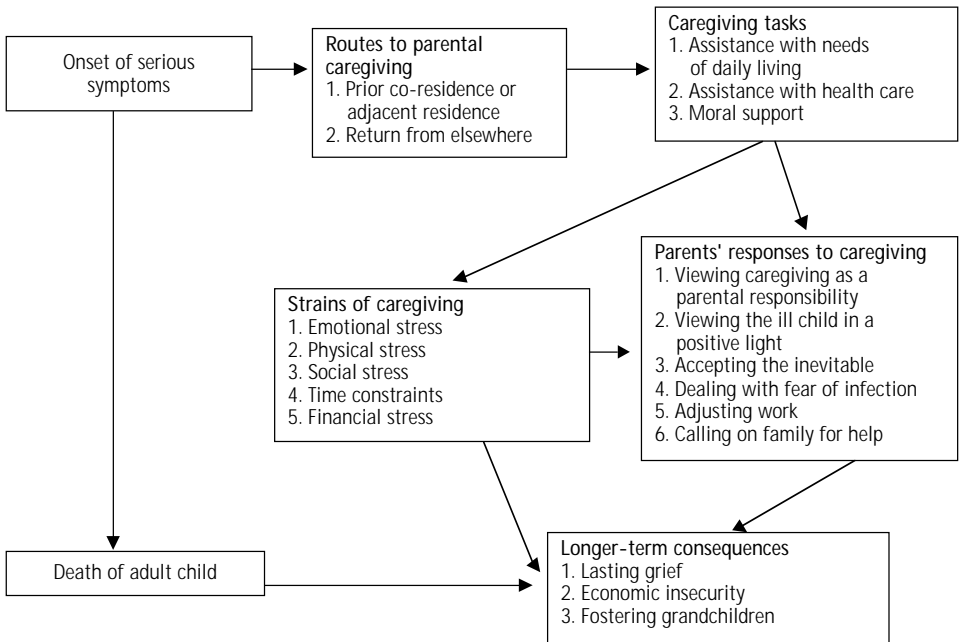 Onset of serious
symptoms
Routes to parental
caregiving
1. Prior co-residence or
adjacent residence
2. Return from elsewhere
Caregiving tasks
1. Assistance with needs
of daily living
2. Assistance with health care
3. Moral support
Strains of caregiving
1. Emotional stress
2. Physical stress
3. Social stress
4. Time constraints
5. Financial stress
Parents' responses to caregiving
1. Viewing caregiving as a
parental responsibility
2. Viewing the ill child in a
positive light
3. Accepting the inevitable
4. Dealing with fear of infection
5. Adjusting work
6. Calling on family for help
Death of adult child
Longer-term consequences
1. Lasting grief
2. Economic insecurity
3. Fostering grandchildren